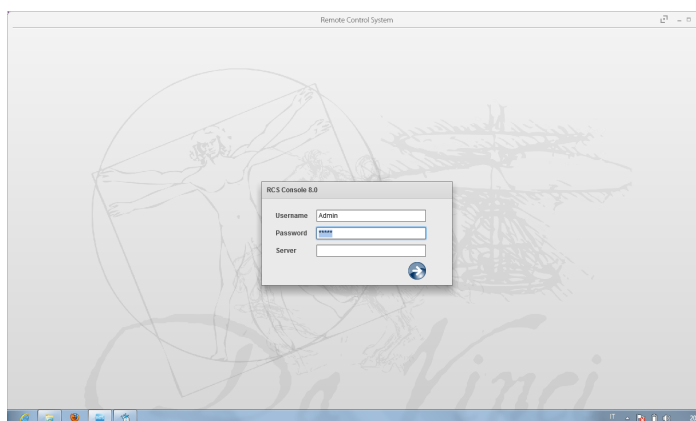 Remote Control System
RCS Console 8.0
Username Admin
Password *****
Server
Da Vinci
IT